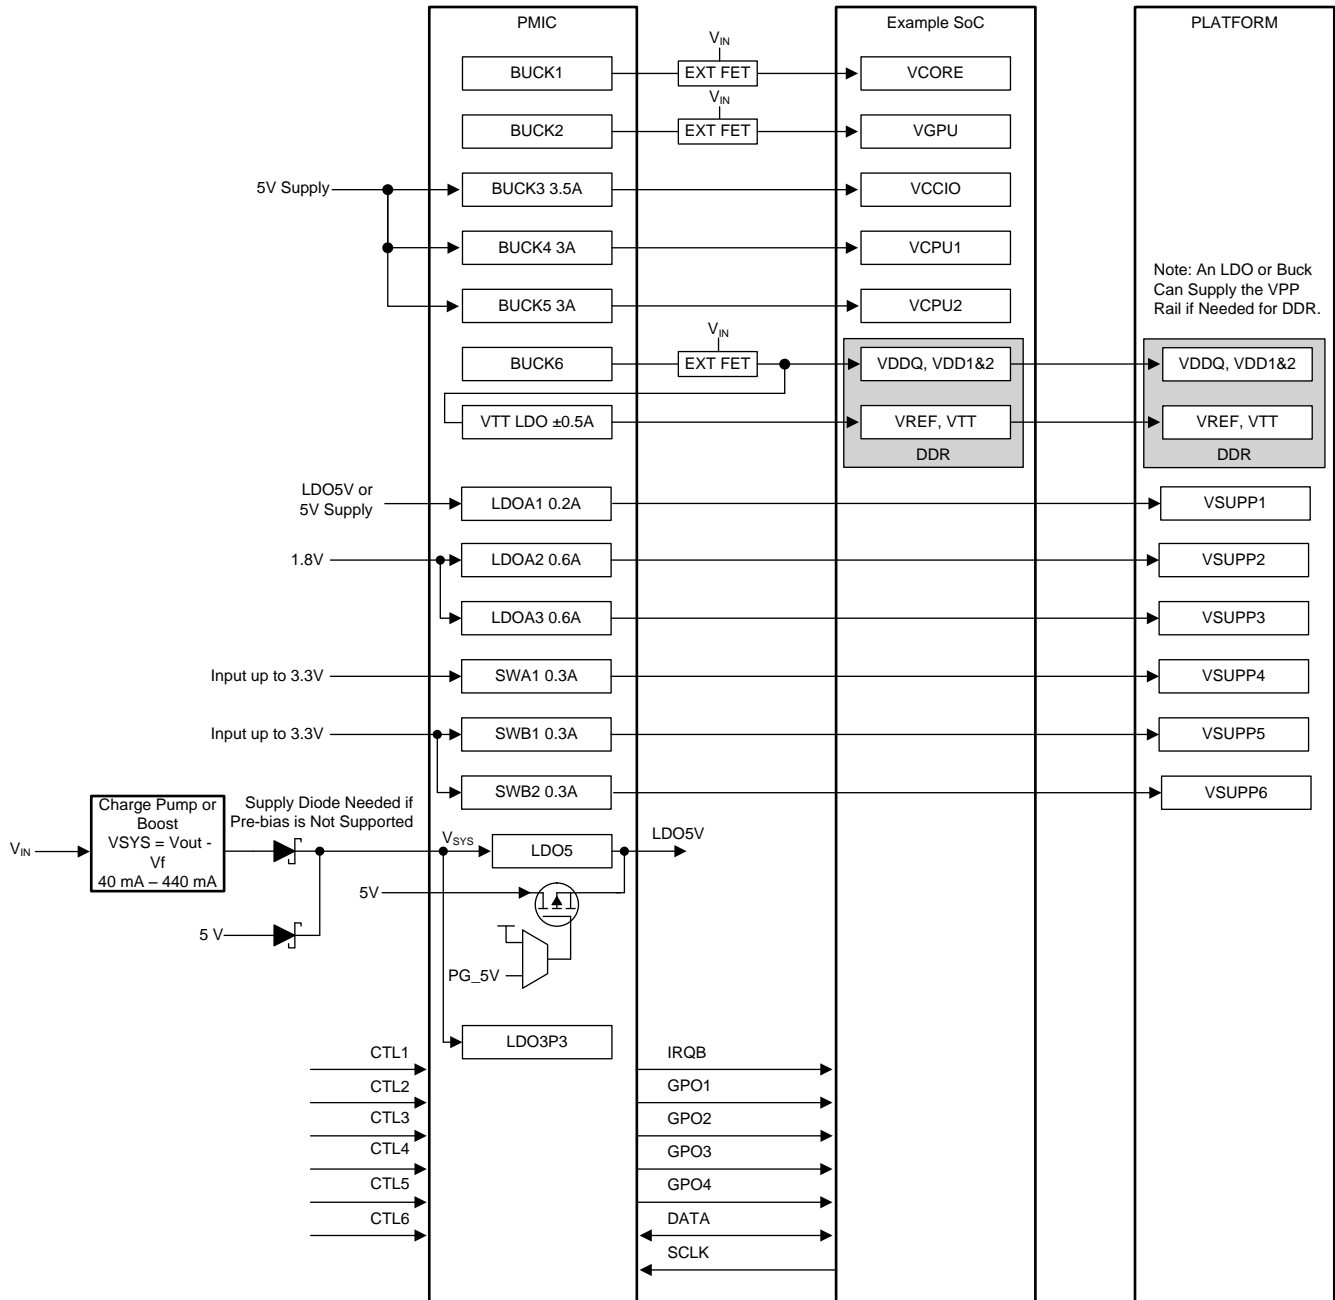 PMIC
Example SoC
PLATFORM
VIN
BUCK1
EXT FET
VCORE
VIN
BUCK2
EXT FET
VGPU
5V Supply
BUCK3 3.5A
VCCIO
BUCK4 3A
VCPU1
Note: An LDO or Buck
Can Supply the VPP
Rail if Needed for DDR.
BUCK5 3A
VCPU2
VIN
BUCK6
EXT FET
VDDQ, VDD1&2
VDDQ, VDD1&2
VTT LDO ±0.5A
VREF, VTT
VREF, VTT
DDR
DDR
LDO5V or
5V Supply
LDOA1 0.2A
VSUPP1
1.8V
LDOA2 0.6A
VSUPP2
LDOA3 0.6A
VSUPP3
Input up to 3.3V
SWA1 0.3A
VSUPP4
Input up to 3.3V
SWB1 0.3A
VSUPP5
SWB2 0.3A
VSUPP6
VIN
Charge Pump or
Boost
VSYS = Vout -
Vf
40 mA – 440 mA
Supply Diode Needed if
Pre-bias is Not Supported
VSYS
LDO5
LDO5V
5V
5 V
PG_5V
LDO3P3
CTL1
CTL2
CTL3
CTL4
CTL5
CTL6
IRQB
GPO1
GPO2
GPO3
GPO4
DATA
SCLK